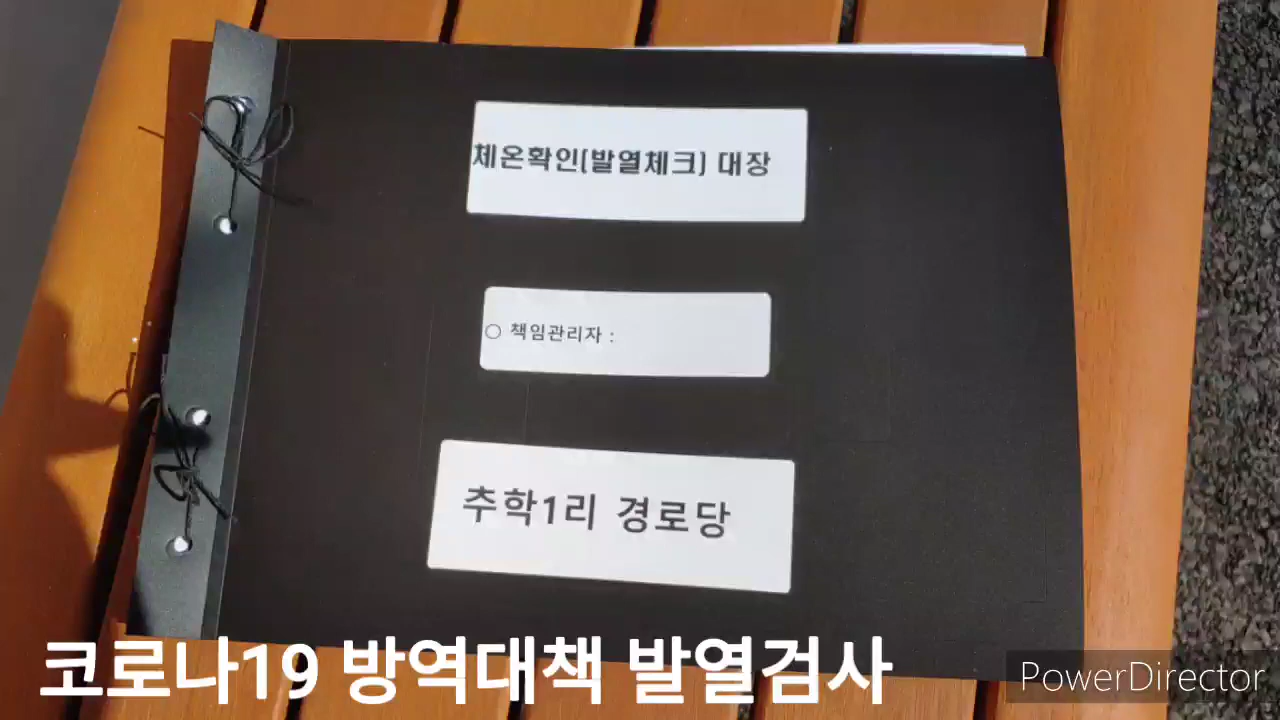 체온확인(발열체크) 대장
○ 책임관리자 :
추학1리 경로당
코로나19 방역대책 발열검사
PowerDirector